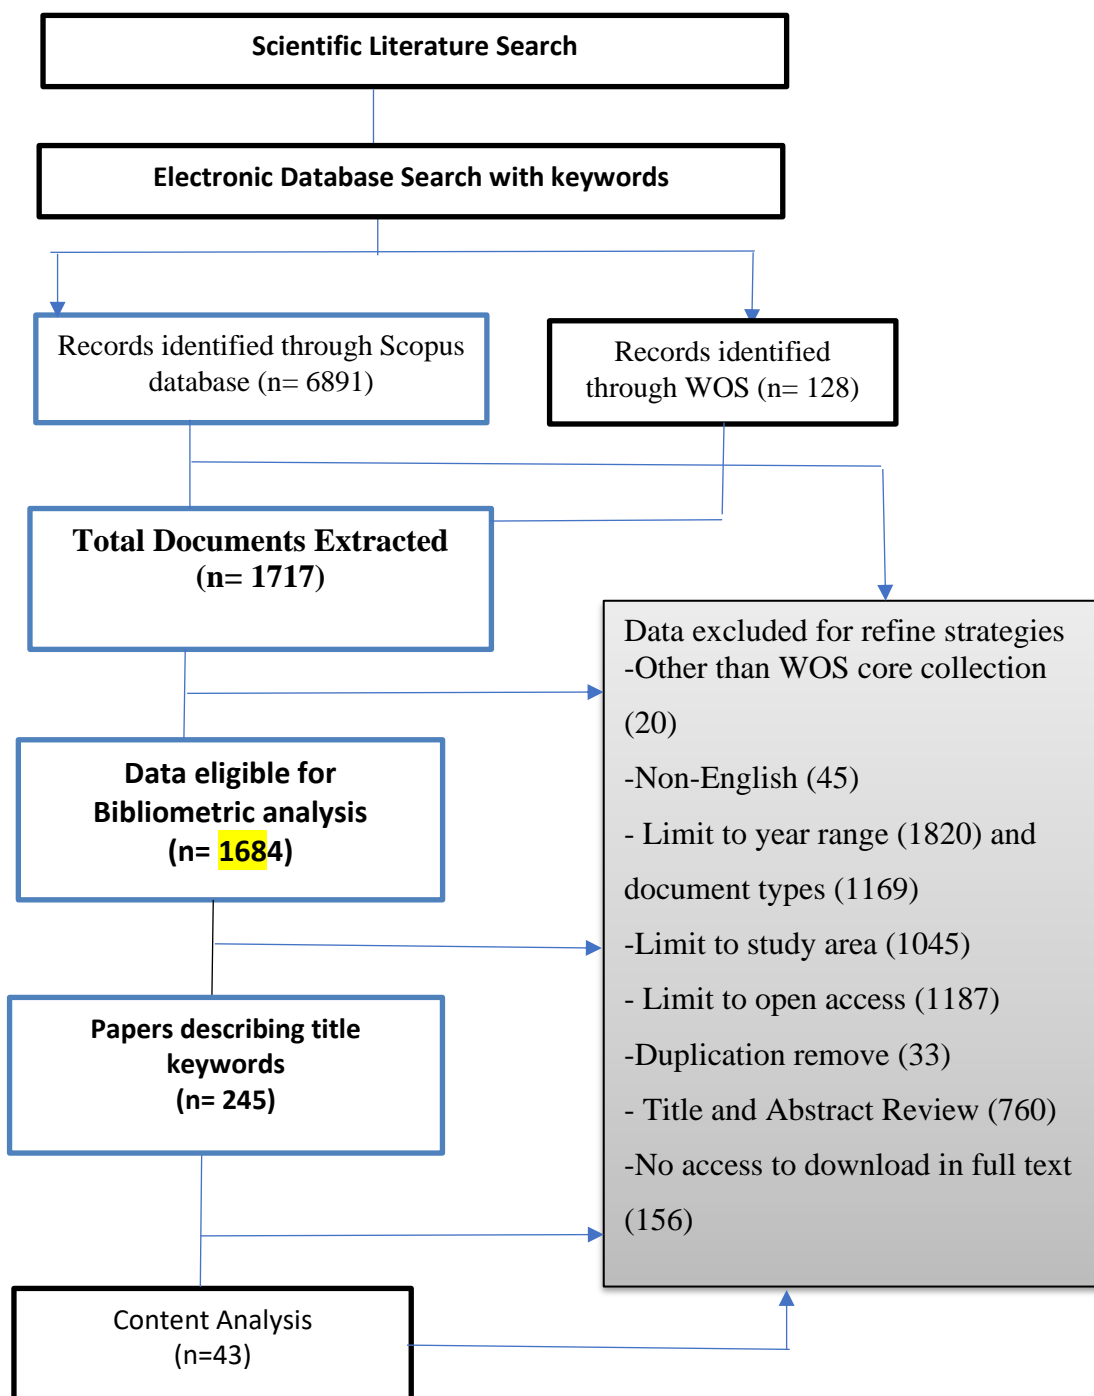 Scientific Literature Search
Electronic Database Search with keywords
Records identified through Scopus
database (n= 6891)
Records identified
through WOS (n= 128)
Total Documents Extracted
(n= 1717)
Data excluded for refine strategies
-Other than WOS core collection
(20)
-Non-English (45)
- Limit to year range (1820) and
document types (1169)
-Limit to study area (1045)
- Limit to open access (1187)
-Duplication remove (33)
- Title and Abstract Review (760)
-No access to download in full text
(156)
Data eligible for
Bibliometric analysis
(n= 1684)
Papers describing title
keywords
(n= 245)
Content Analysis
(n=43)